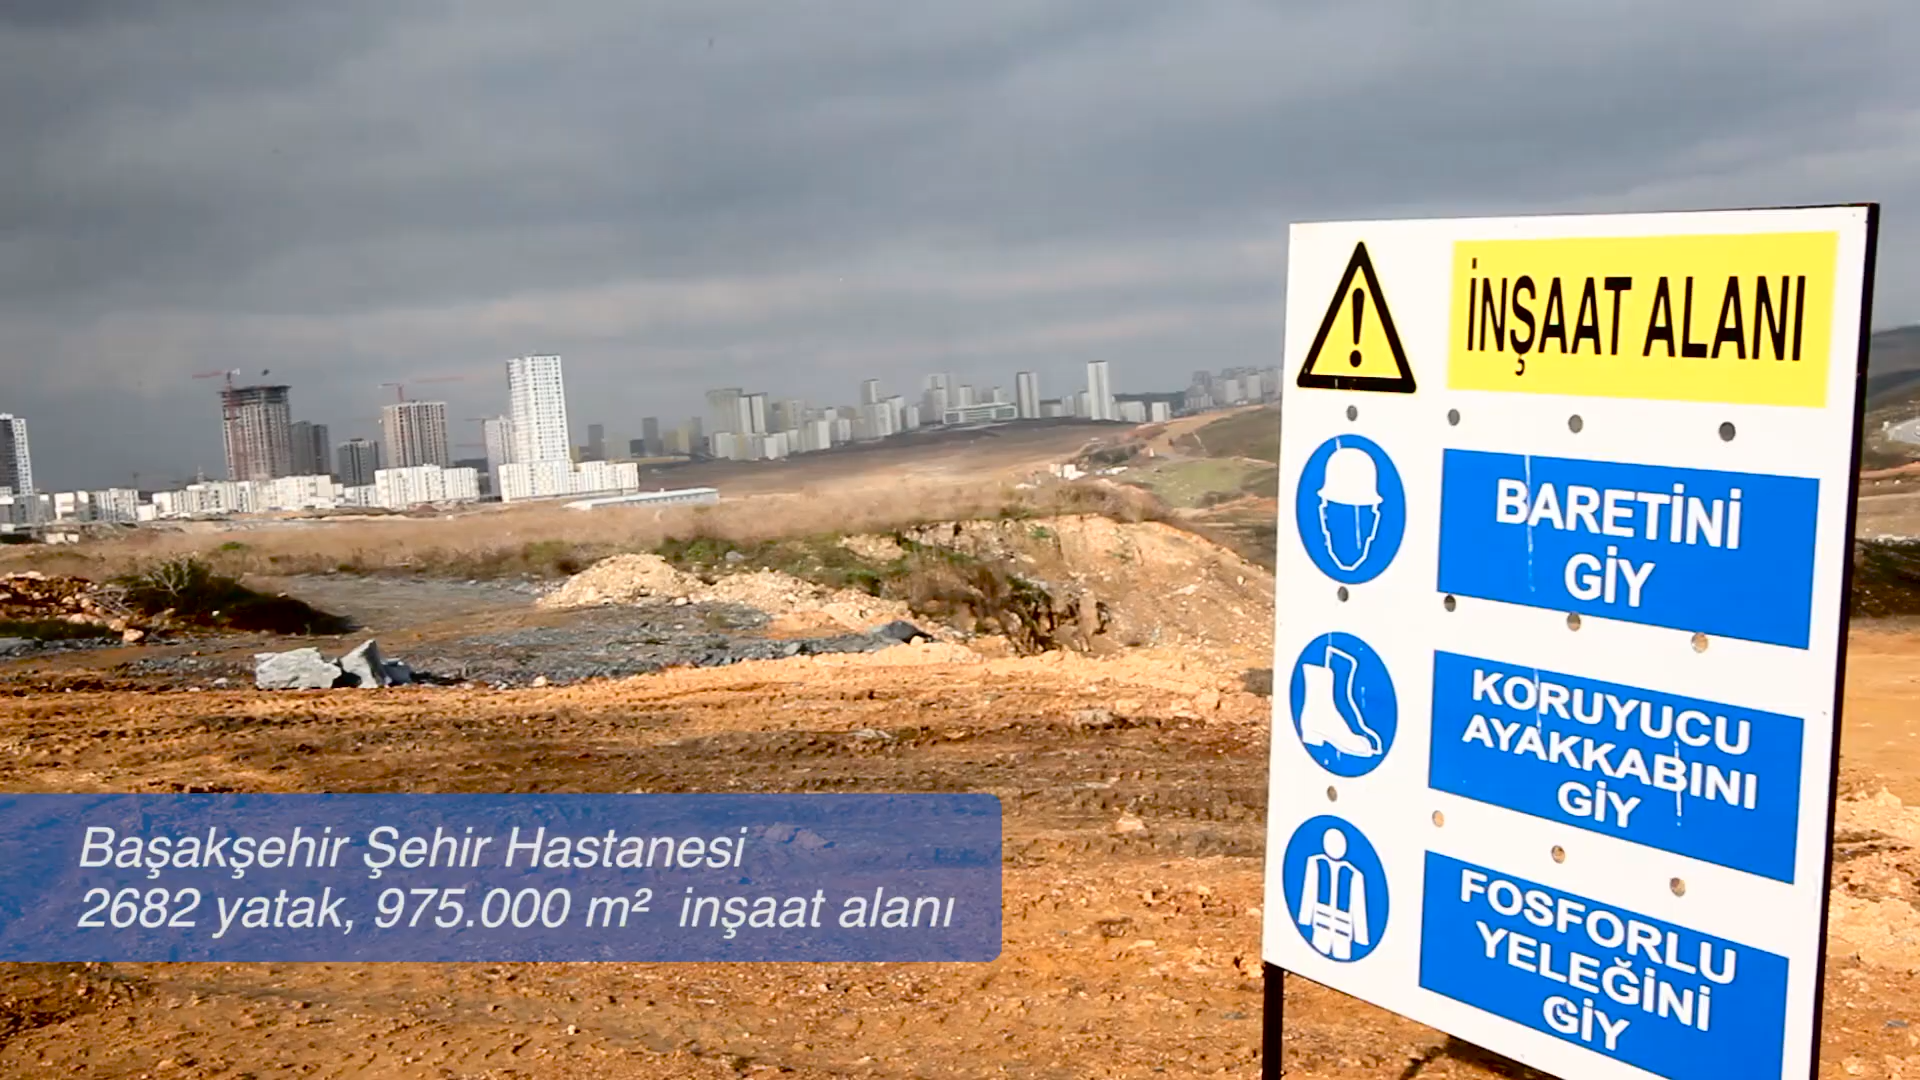 İNŞAAT ALANI
BARETİNİ
GİY
KORUYUCU
AYAKKABINI
GİY
FOSFORLU
YELEĞİNİ
GİY
Başakşehir Şehir Hastanesi
2682 yatak, 975.000 m² inşaat alanı